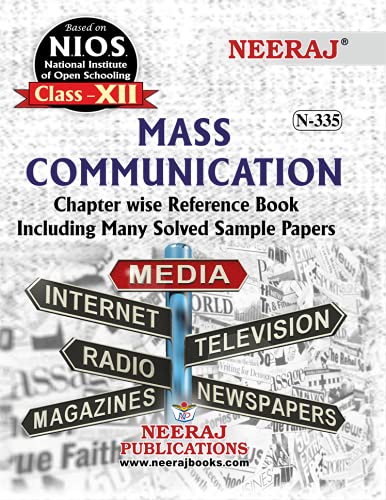 Based on
N.I.O.S.
National Institute
of Open Schooling
Class -XII
NEERAJ®
N-335
MASS
COMMUNICATION
Chapter wise Reference Book
Including Many Solved Sample Papers
MEDIA
INTERNET
TELEVISION
RADIO
MAGAZINES
NEWSPAPERS
NEERAJ
PUBLICATIONS
www.neerajbooks.com